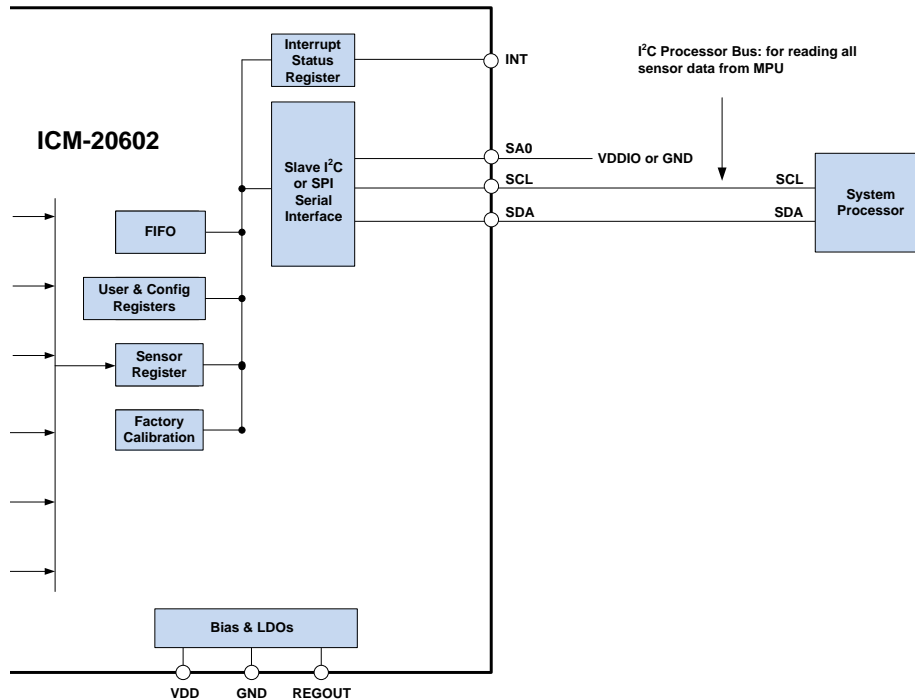 Interrupt
Status
Register
INT
I²C Processor Bus: for reading all
sensor data from MPU
ICM-20602
Slave I²C
or SPI
Serial
Interface
SA0
VDDIO or GND
SCL
SCL
SDA
SDA
System
Processor
FIFO
User & Config
Registers
Sensor
Register
Factory
Calibration
Bias & LDOs
VDD
GND
REGOUT